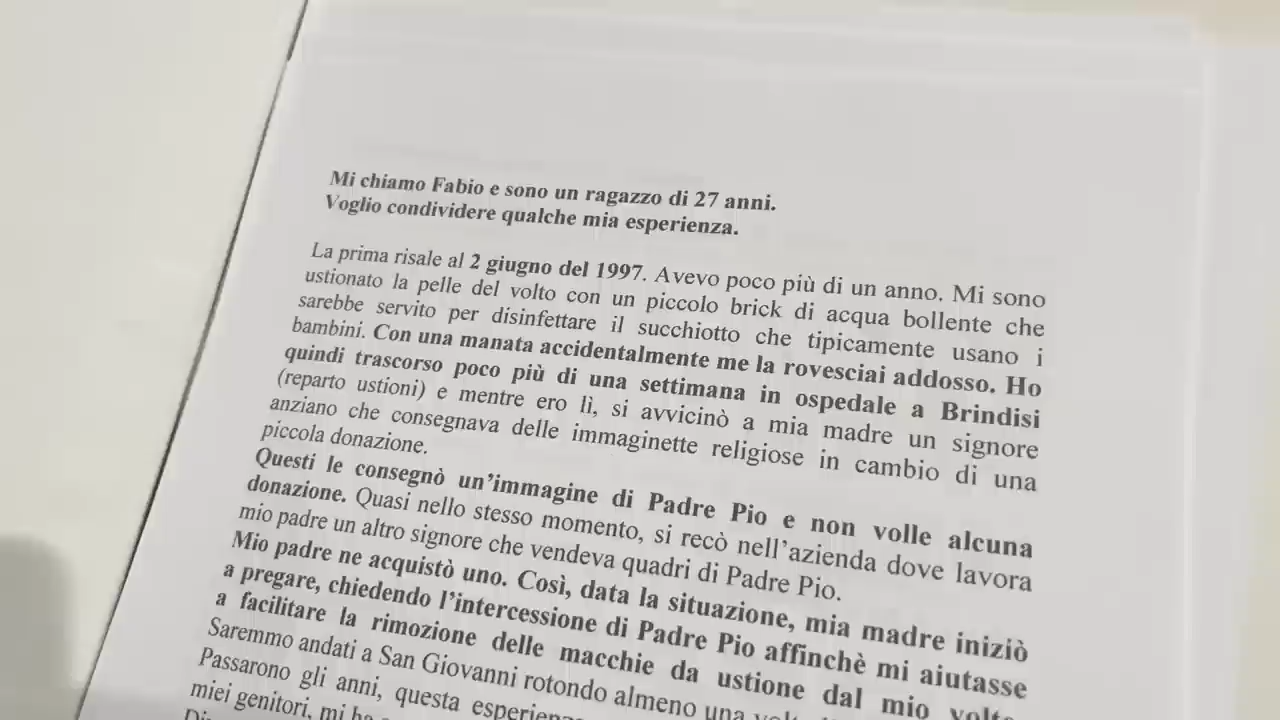 Mi chiamo Fabio e sono un ragazzo di 27 anni.
Voglio condividere qualche mia esperienza.
La prima risale al 2 giugno del 1997. Avevo poco più di un anno. Mi sono
ustionato la pelle del volto con un piccolo brick di acqua bollente che
sarebbe servito per disinfettare il succhiotto che tipicamente usano i
bambini. Con una manata accidentalmente me la rovesciai addosso. Ho
quindi trascorso poco più di una settimana in ospedale a Brindisi
(reparto ustioni) e mentre ero lì, si avvicinò a mia madre un signore
anziano che consegnava delle immaginette religiose in cambio di una
piccola donazione.
Questi le consegnò un'immagine di Padre Pio e non volle alcuna
donazione. Quasi nello stesso momento, si recò nell'azienda dove lavora
mio padre un altro signore che vendeva quadri di Padre Pio.
Mio padre ne acquistò uno. Così, data la situazione, mia madre iniziò
a pregare, chiedendo l'intercessione di Padre Pio affinchè mi aiutasse
a facilitare la rimozione delle macchie da ustione dal mio volto
Saremmo andati a San Giovanni rotondo almeno una
Passarono gli anni, questa
miei genitori, mi